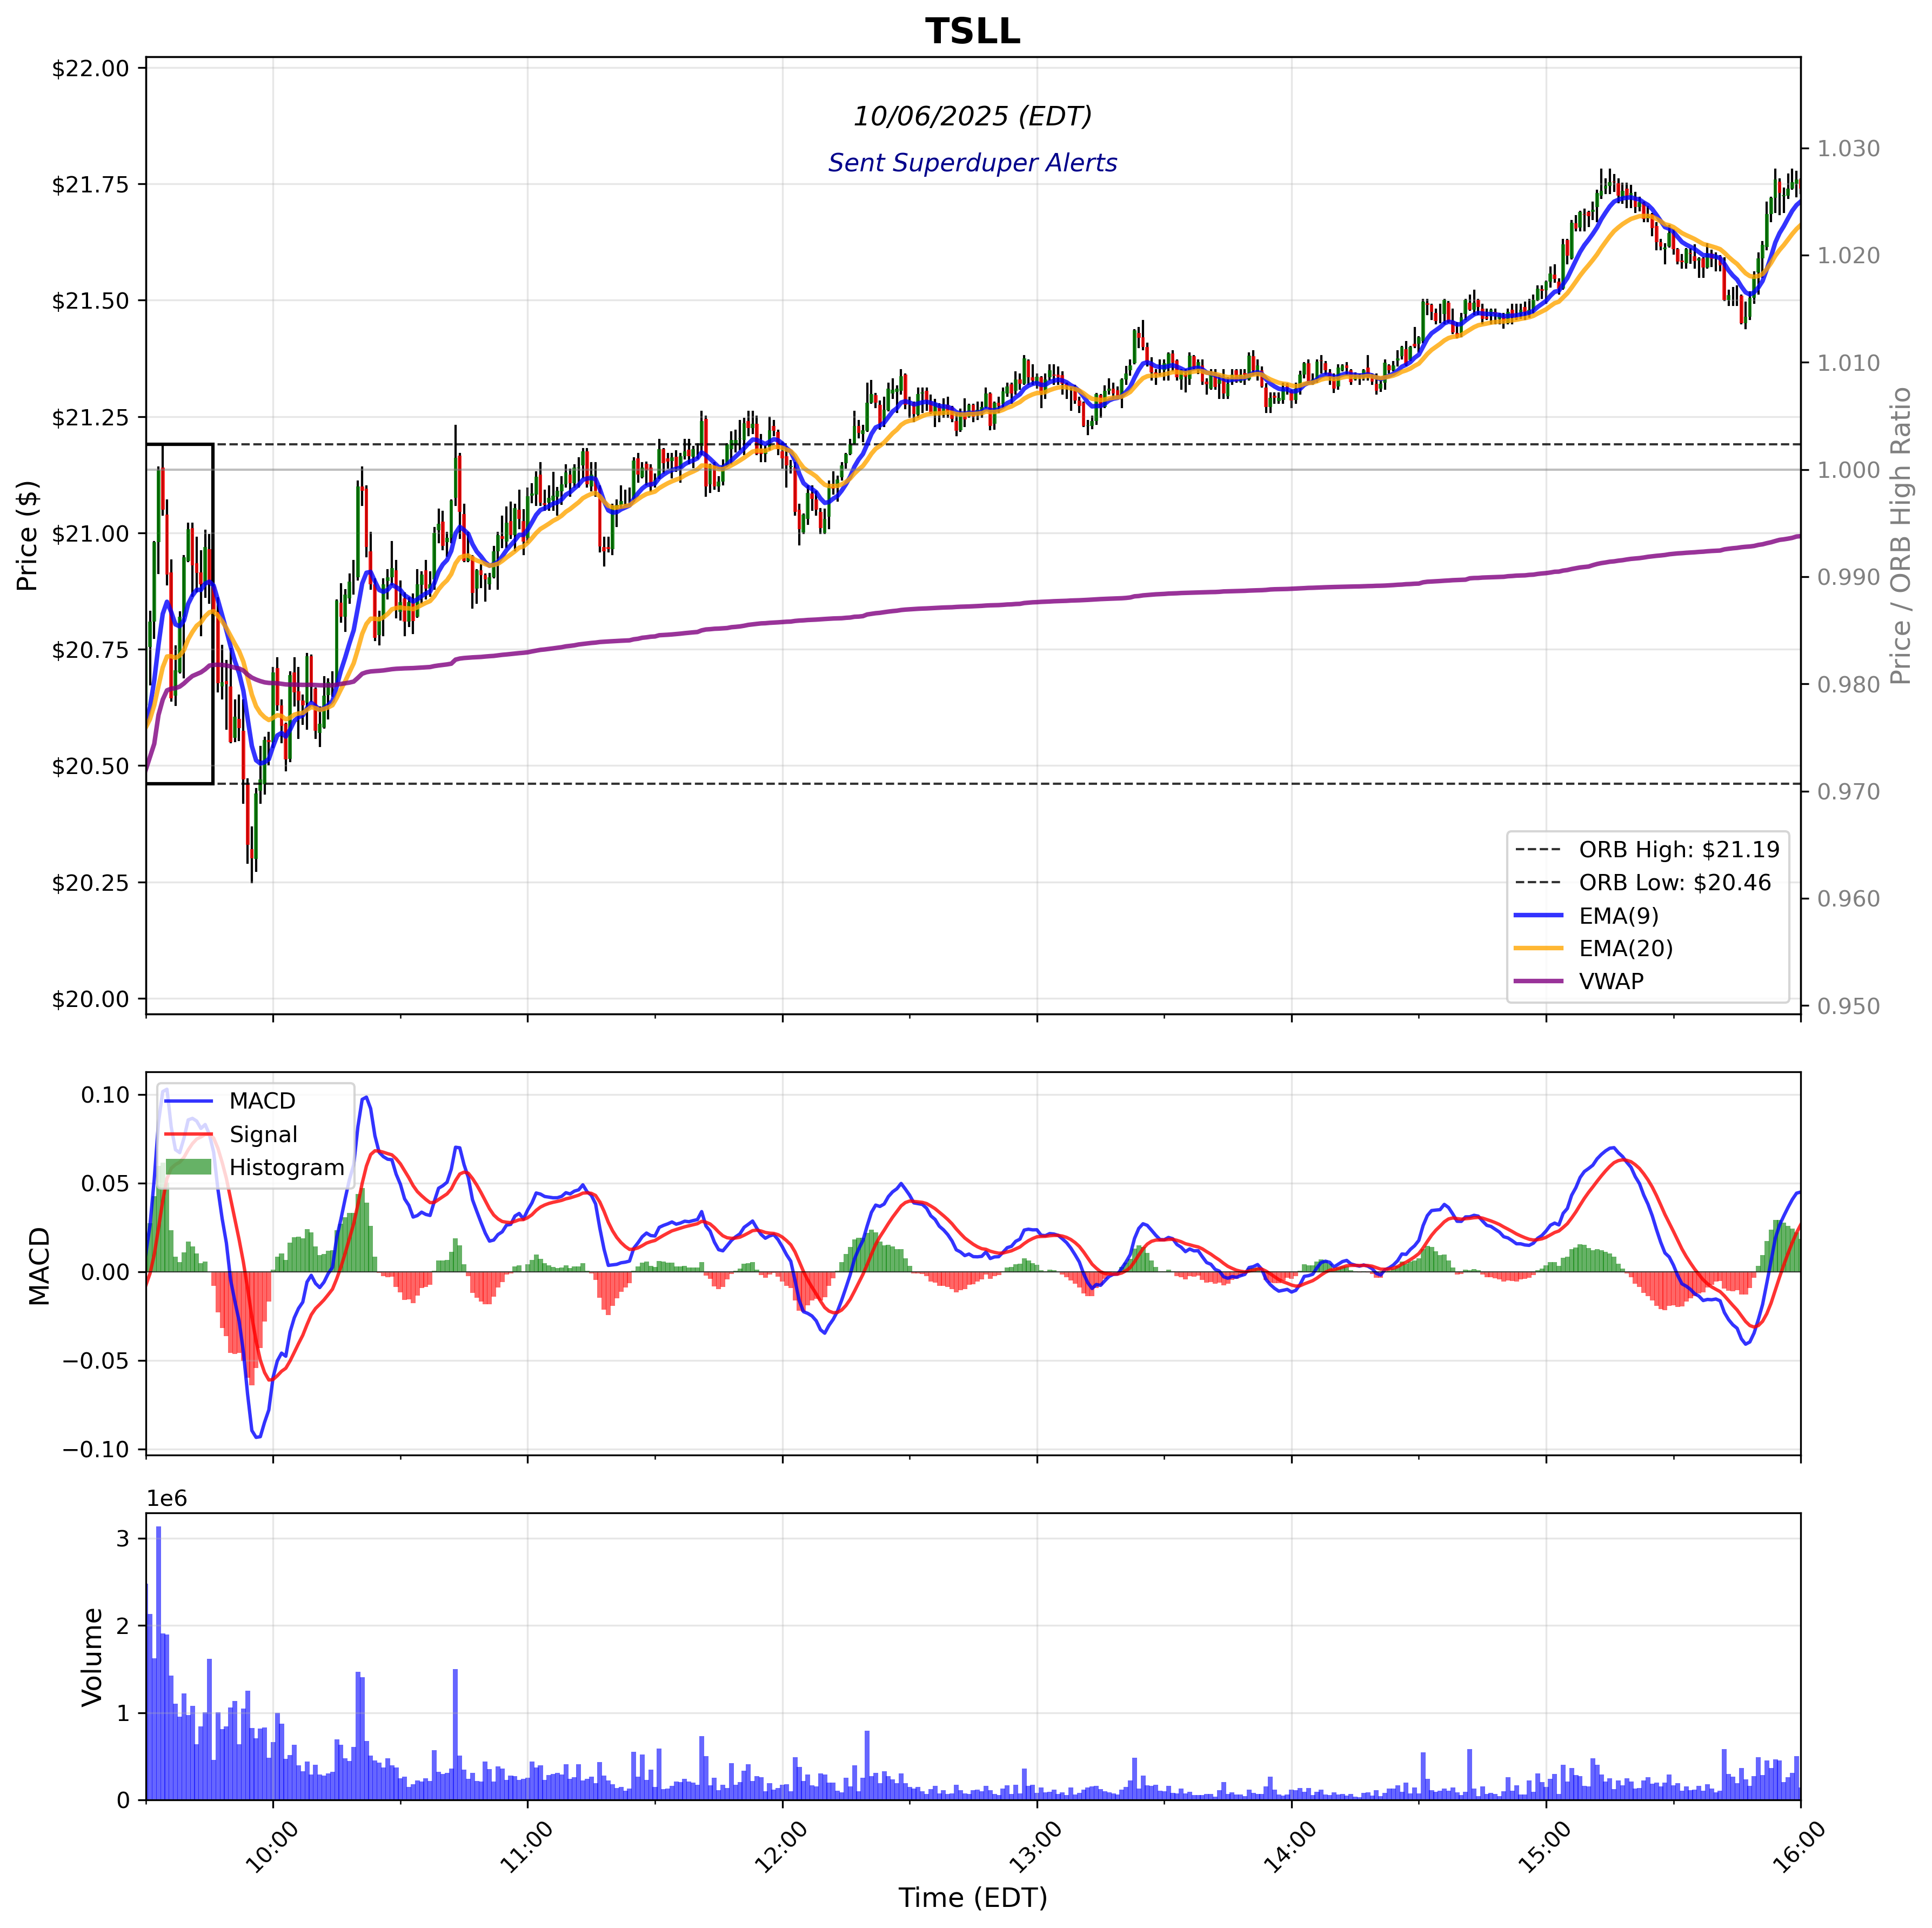 TSLL
10/06/2025 (EDT)
Sent Superduper Alerts
$22.00
$21.75
$21.50
$21.25
$21.00
$20.75
$20.50
$20.25
$20.00
Price ($)
1.030
1.020
1.010
1.000
0.990
0.980
0.970
0.960
0.950
Price / ORB High Ratio
ORB High: $21.19
ORB Low: $20.46
EMA(9)
EMA(20)
VWAP
0.10
0.05
0.00
−0.05
−0.10
MACD
MACD
Signal
Histogram
1e6
3
2
1
0
Volume
10:00
11:00
12:00
13:00
14:00
15:00
16:00
Time (EDT)